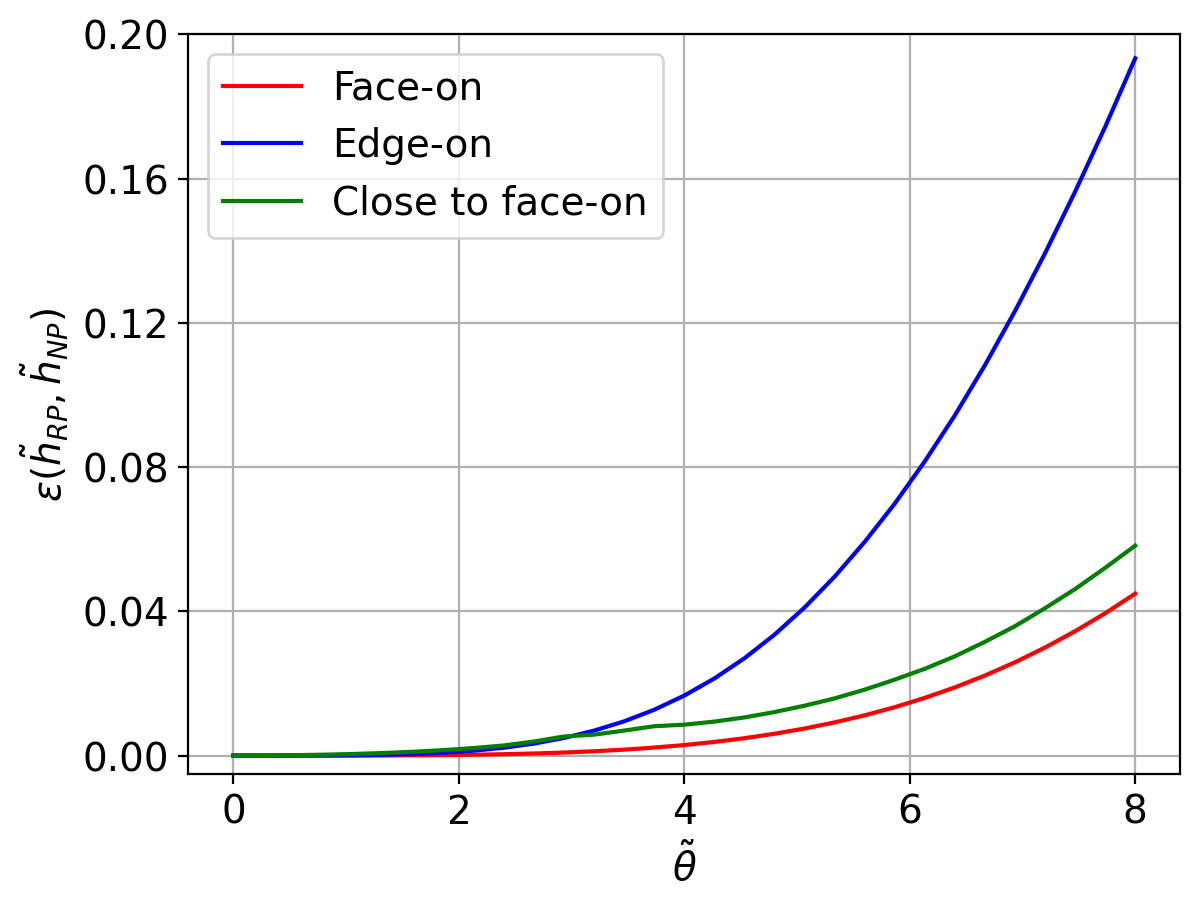 0.20
0.16
0.12
0.08
0.04
0.00
ε(h̃_RP, h̃_NP)
Face-on
Edge-on
Close to face-on
0 2 4 6 8
θ̃